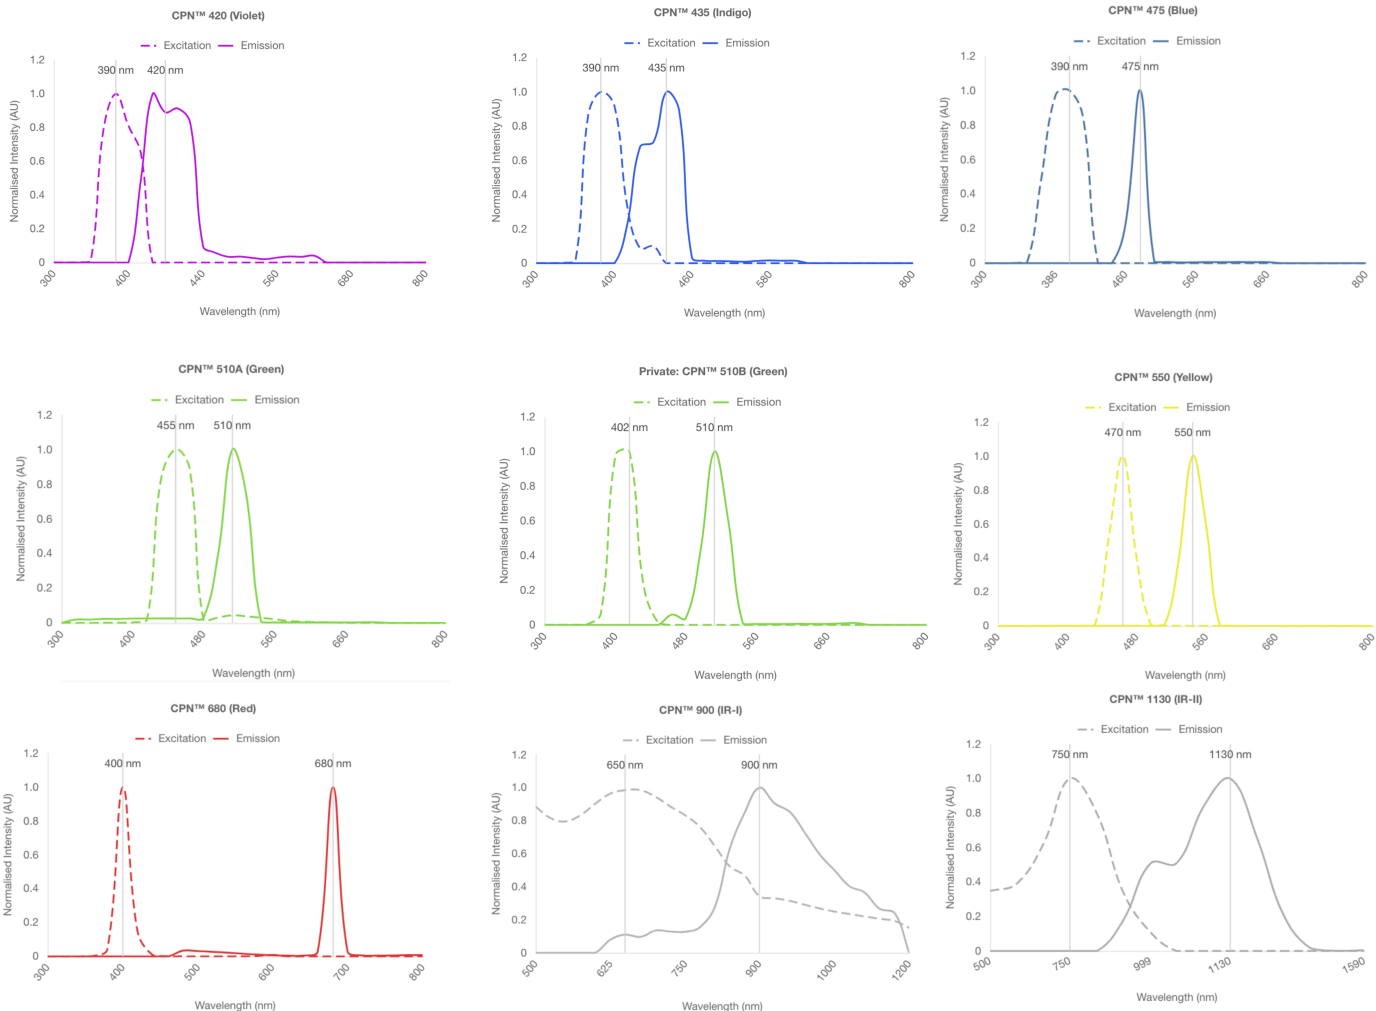 CPN™ 420 (Violet)
Excitation Emission
390 nm 420 nm
Normalised Intensity (AU)
1.2
1.0
0.8
0.6
0.4
0.2
0
300 400 440 560 680 800
Wavelength (nm)
CPN™ 435 (Indigo)
Excitation Emission
390 nm 435 nm
Normalised Intensity (AU)
1.2
1.0
0.8
0.6
0.4
0.2
0
300 400 460 580 800
Wavelength (nm)
CPN™ 475 (Blue)
Excitation Emission
390 nm 475 nm
Normalised Intensity (AU)
1.2
1.0
0.8
0.6
0.4
0.2
0
300 386 460 560 660 800
Wavelength (nm)
CPN™ 510A (Green)
Excitation Emission
455 nm 510 nm
Normalised Intensity (AU)
1.2
1.0
0.8
0.6
0.4
0.2
0
300 400 480 560 660 800
Wavelength (nm)
Private: CPN™ 510B (Green)
Excitation Emission
402 nm 510 nm
Normalised Intensity (AU)
1.2
1.0
0.8
0.6
0.4
0.2
0
300 400 480 560 660 800
Wavelength (nm)
CPN™ 550 (Yellow)
Excitation Emission
470 nm 550 nm
Normalised Intensity (AU)
1.2
1.0
0.8
0.6
0.4
0.2
0
300 400 480 560 660 800
Wavelength (nm)
CPN™ 680 (Red)
Excitation Emission
400 nm 680 nm
Normalised Intensity (AU)
1.2
1.0
0.8
0.6
0.4
0.2
0
300 400 500 600 700 800
Wavelength (nm)
CPN™ 900 (IR-I)
Excitation Emission
650 nm 900 nm
Normalised Intensity (AU)
1.2
1.0
0.8
0.6
0.4
0.2
0
500 625 750 900 1000 1200
Wavelength (nm)
CPN™ 1130 (IR-II)
Excitation Emission
750 nm 1130 nm
Normalised Intensity (AU)
1.2
1.0
0.8
0.6
0.4
0.2
0
500 750 999 1130 1590
Wavelength (nm)